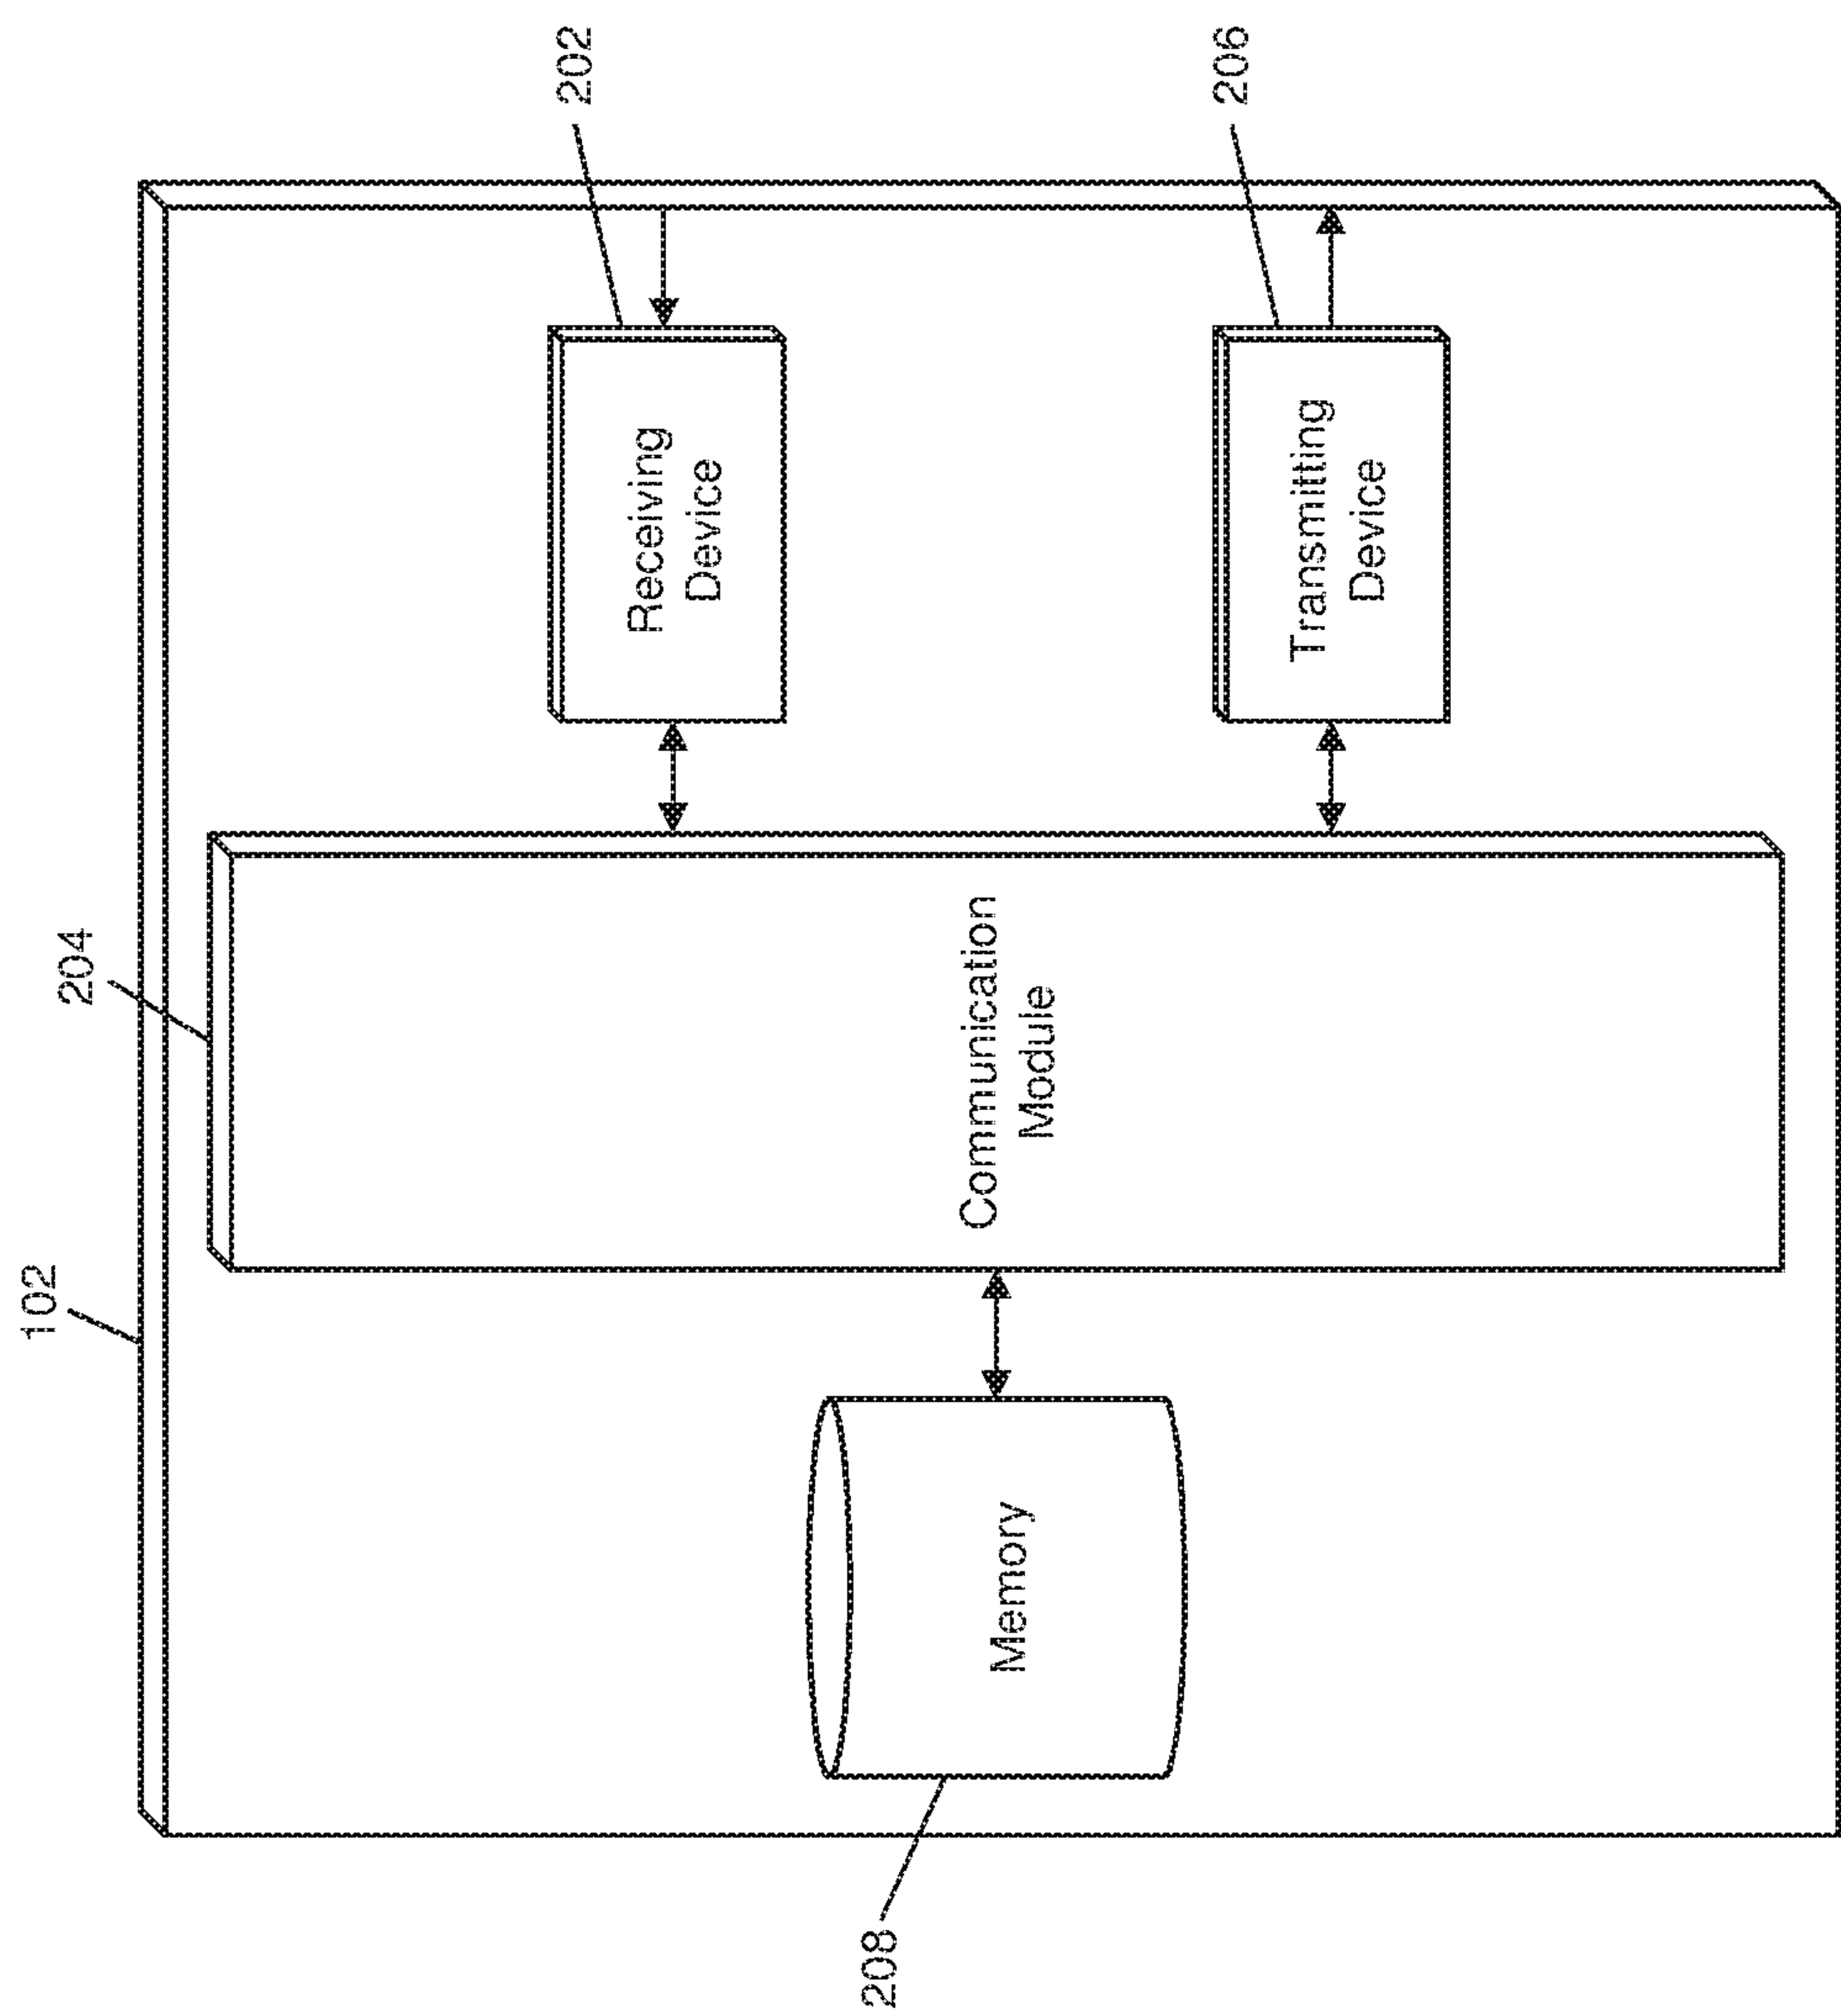 102
202
Receiving
Device
204
Communication
Module
206
Transmitting
Device
208
Memory